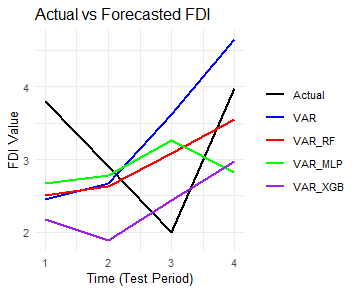 Actual vs Forecasted FDI
FDI Value
4
3
2
1
2
3
4
Time (Test Period)
Actual
VAR
VAR_RF
VAR_MLP
VAR_XGB